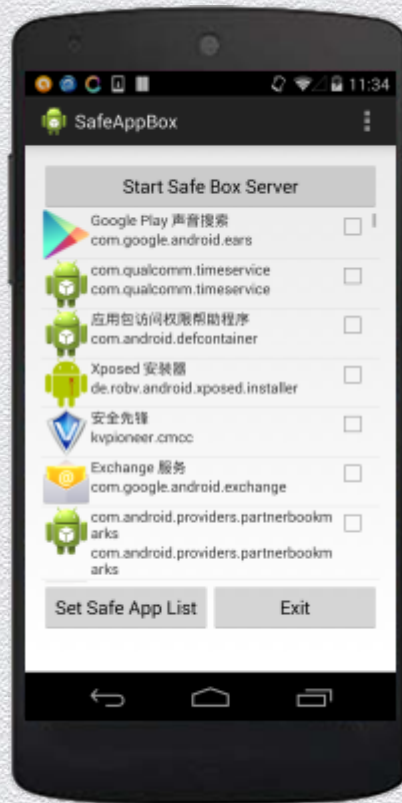 11:34
SafeAppBox
Start Safe Box Server
Google Play 声音搜索
com.google.android.ears
com.qualcomm.timeservice
com.qualcomm.timeservice
应用包访问权限帮助程序
com.android.defcontainer
Xposed 安装器
de.robv.android.xposed.installer
安全先锋
kvpioneer.cmcc
Exchange 服务
com.google.android.exchange
com.android.providers.partnerbookm
arks
com.android.providers.partnerbookm
arks
Set Safe App List
Exit